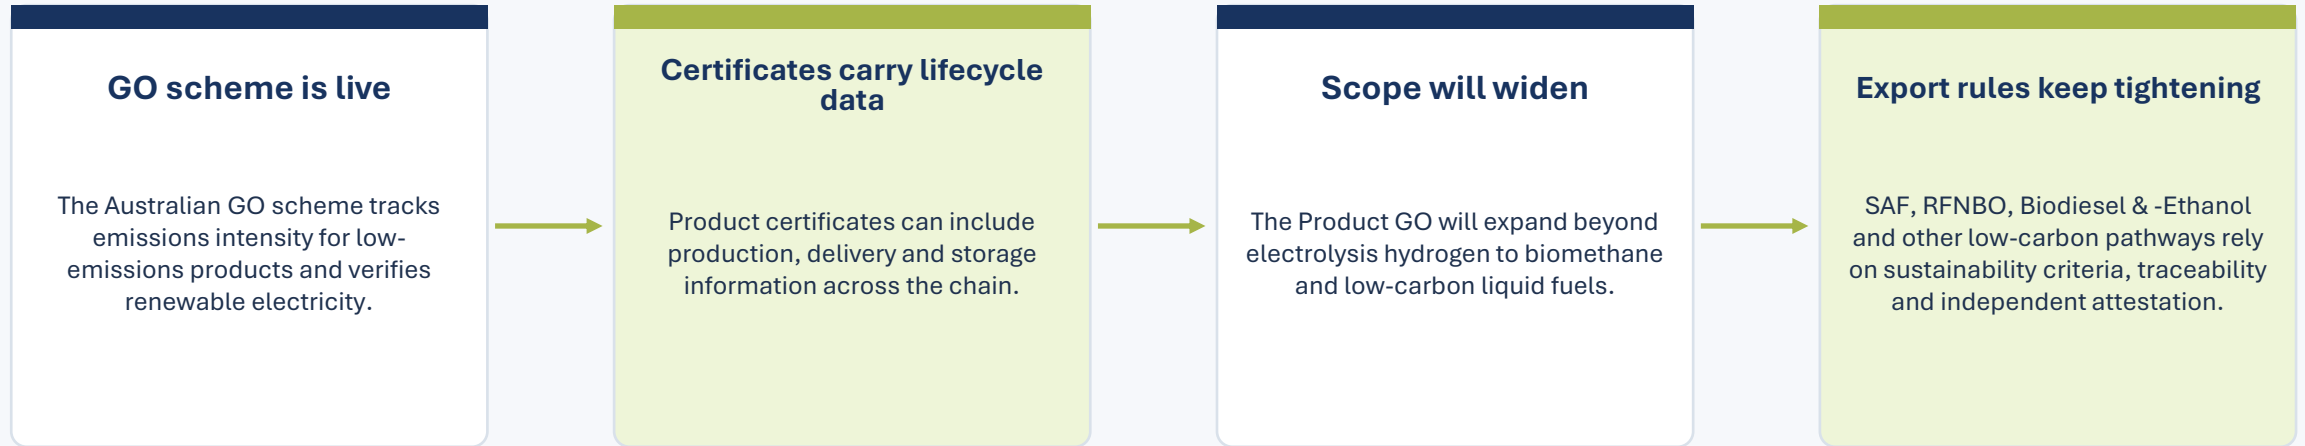 GO scheme is live
The Australian GO scheme tracks
emissions intensity for low-
emissions products and verifies
renewable electricity.
Certificates carry lifecycle
data
Product certificates can include
production, delivery and storage
information across the chain.
Scope will widen
The Product GO will expand beyond
electrolysis hydrogen to biomethane
and low-carbon liquid fuels.
Export rules keep tightening
SAF, RFNBO, Biodiesel & -Ethanol
and other low-carbon pathways rely
on sustainability criteria, traceability
and independent attestation.